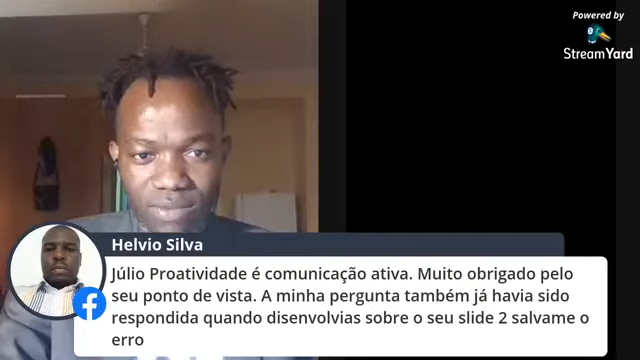 Powered by
StreamYard
Helvio Silva
Júlio Proatividade é comunicação ativa. Muito obrigado pelo
seu ponto de vista. A minha pergunta também já havia sido
respondida quando disenvolvias sobre o seu slide 2 salvame o
erro